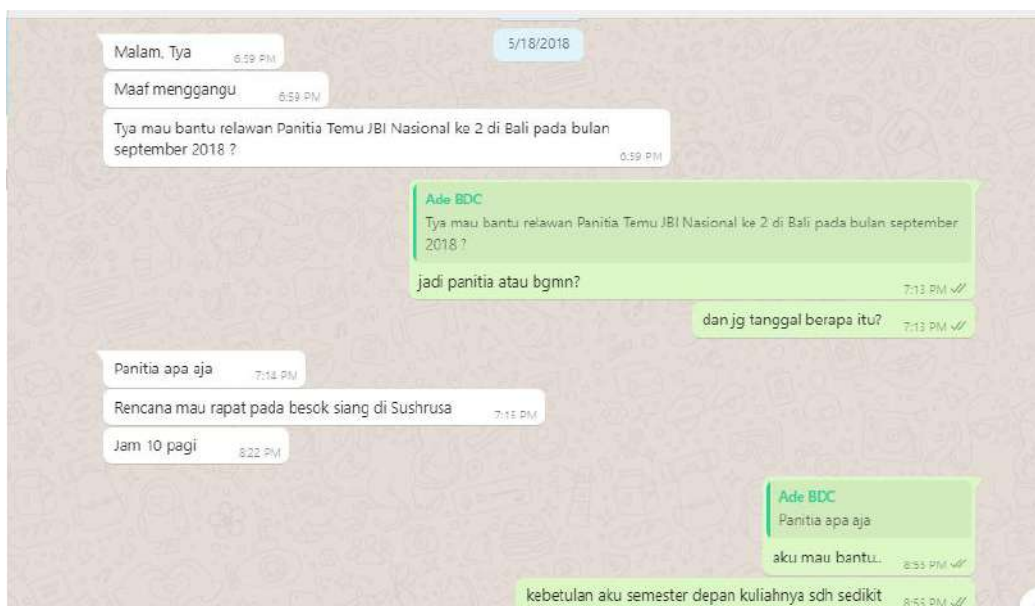 5/18/2018
Malam, Tya 6:59 PM
Maaf menggangu 6:59 PM
Tya mau bantu relawan Panitia Temu JBI Nasional ke 2 di Bali pada bulan
september 2018 ? 6:59 PM
Ade BDC
Tya mau bantu relawan Panitia Temu JBI Nasional ke 2 di Bali pada bulan september
2018 ?
jadi panitia atau bgmn? 7:13 PM
dan jg tanggal berapa itu? 7:13 PM
Panitia apa aja 7:14 PM
Rencana mau rapat pada besok siang di Sushrusa 7:15 PM
Jam 10 pagi 8:22 PM
Ade BDC
Panitia apa aja
aku mau bantu.. 8:55 PM
kebetulan aku semester depan kuliahnya sdh sedikit 8:55 PM